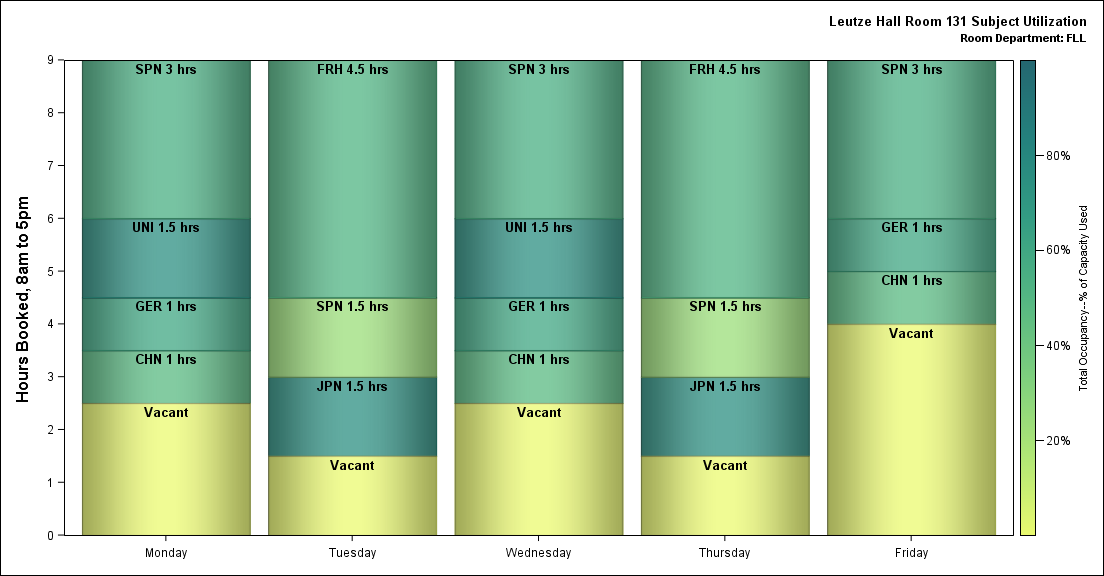 Leutze Hall Room 131 Subject Utilization
Room Department: FLL
Hours Booked, 8am to 5pm
9
8
7
6
5
4
3
2
1
0
SPN 3 hrs
UNI 1.5 hrs
GER 1 hrs
CHN 1 hrs
Vacant
FRH 4.5 hrs
SPN 1.5 hrs
JPN 1.5 hrs
Vacant
SPN 3 hrs
UNI 1.5 hrs
GER 1 hrs
CHN 1 hrs
Vacant
FRH 4.5 hrs
SPN 1.5 hrs
JPN 1.5 hrs
Vacant
SPN 3 hrs
GER 1 hrs
CHN 1 hrs
Vacant
Monday
Tuesday
Wednesday
Thursday
Friday
80%
60%
40%
20%
Total Occupancy--% of Capacity Used